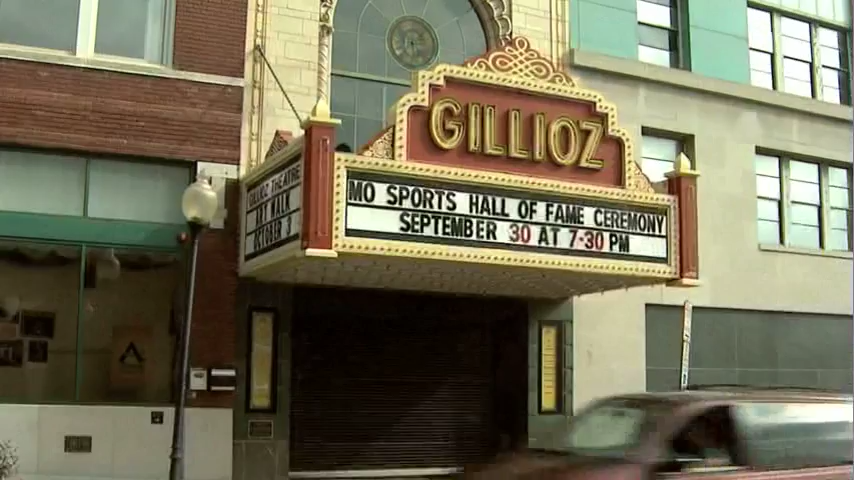 GILLIOZ
MO SPORTS HALL OF FAME CEREMONY
SEPTEMBER 30 AT 7-30 PM
GILLIOZ THEATRE
ART WALK
OCTOBER 3